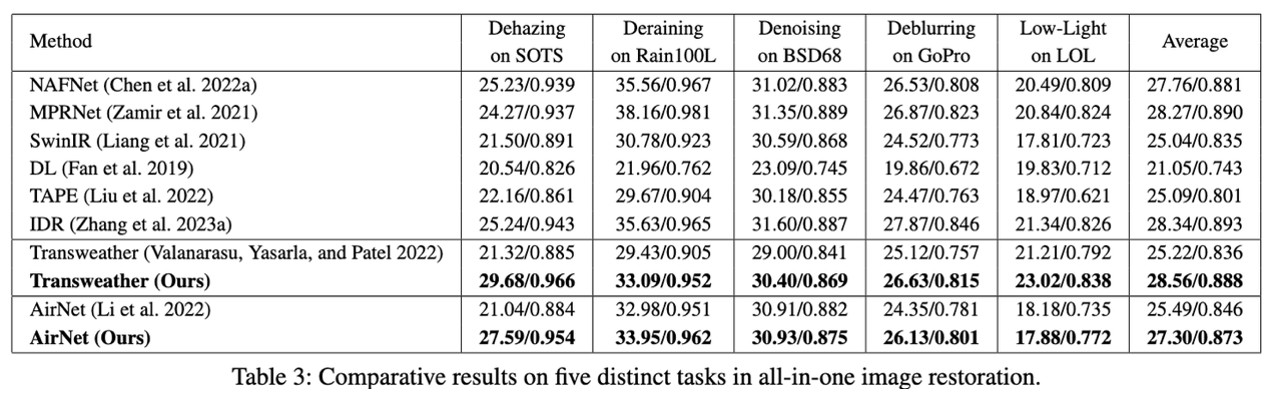 Method Dehazing on SOTS Deraining on Rain100L Denoising on BSD68 Deblurring on GoPro Low-Light on LOL Average
NAFNet (Chen et al. 2022a) 25.23/0.939 35.56/0.967 31.02/0.883 26.53/0.808 20.49/0.809 27.76/0.881
MPRNet (Zamir et al. 2021) 24.27/0.937 38.16/0.981 31.35/0.889 26.87/0.823 20.84/0.824 28.27/0.890
SwinIR (Liang et al. 2021) 21.50/0.891 30.78/0.923 30.59/0.868 24.52/0.773 17.81/0.723 25.04/0.835
DL (Fan et al. 2019) 20.54/0.826 21.96/0.762 23.09/0.745 19.86/0.672 19.83/0.712 21.05/0.743
TAPE (Liu et al. 2022) 22.16/0.861 29.67/0.904 30.18/0.855 24.47/0.763 18.97/0.621 25.09/0.801
IDR (Zhang et al. 2023a) 25.24/0.943 35.63/0.965 31.60/0.887 27.87/0.846 21.34/0.826 28.34/0.893
Transweather (Valanarasu, Yasarla, and Patel 2022) 21.32/0.885 29.43/0.905 29.00/0.841 25.12/0.757 21.21/0.792 25.22/0.836
Transweather (Ours) 29.68/0.966 33.09/0.952 30.40/0.869 26.63/0.815 23.02/0.838 28.56/0.888
AirNet (Li et al. 2022) 21.04/0.884 32.98/0.951 30.91/0.882 24.35/0.781 18.18/0.735 25.49/0.846
AirNet (Ours) 27.59/0.954 33.95/0.962 30.93/0.875 26.13/0.801 17.88/0.772 27.30/0.873
Table 3: Comparative results on five distinct tasks in all-in-one image restoration.